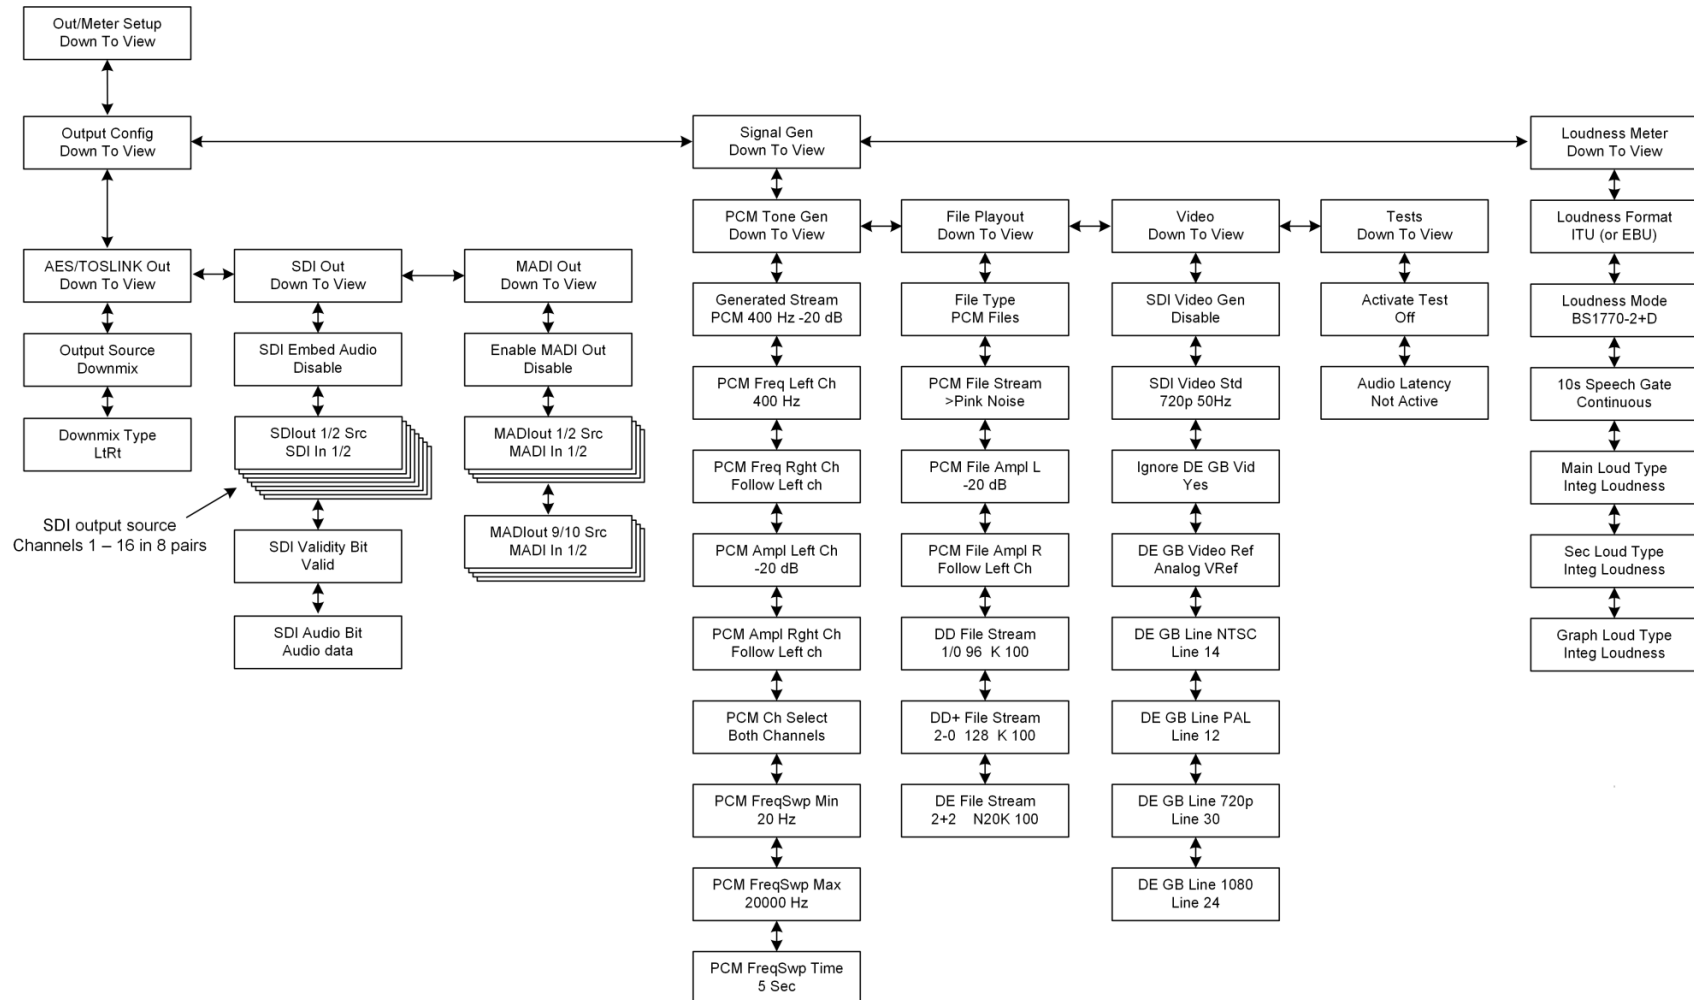 Out/Meter Setup
Down To View
Output Config
Down To View
Signal Gen
Down To View
Loudness Meter
Down To View
AES/TOSLINK Out
Down To View
Output Source
Downmix
Downmix Type
LtRt
SDI Out
Down To View
SDI Embed Audio
Disable
SDIout 1/2 Src
SDI In 1/2
SDI output source
Channels 1 – 16 in 8 pairs
SDI Validity Bit
Valid
SDI Audio Bit
Audio data
MADI Out
Down To View
Enable MADI Out
Disable
MADIout 1/2 Src
MADI In 1/2
MADIout 9/10 Src
MADI In 1/2
PCM Tone Gen
Down To View
Generated Stream
PCM 400 Hz -20 dB
PCM Freq Left Ch
400 Hz
PCM Freq Rght Ch
Follow Left ch
PCM Ampl Left Ch
-20 dB
PCM Ampl Rght Ch
Follow Left ch
PCM Ch Select
Both Channels
PCM FreqSwp Min
20 Hz
PCM FreqSwp Max
20000 Hz
PCM FreqSwp Time
5 Sec
File Playout
Down To View
File Type
PCM Files
PCM File Stream
>Pink Noise
PCM File Ampl L
-20 dB
PCM File Ampl R
Follow Left Ch
DD File Stream
1/0 96 K 100
DD+ File Stream
2-0 128 K 100
DE File Stream
2+2 N20K 100
Video
Down To View
SDI Video Gen
Disable
SDI Video Std
720p 50Hz
Ignore DE GB Vid
Yes
DE GB Video Ref
Analog VRef
DE GB Line NTSC
Line 14
DE GB Line PAL
Line 12
DE GB Line 720p
Line 30
DE GB Line 1080
Line 24
Tests
Down To View
Activate Test
Off
Audio Latency
Not Active
Loudness Format
ITU (or EBU)
Loudness Mode
BS1770-2+D
10s Speech Gate
Continuous
Main Loud Type
Integ Loudness
Sec Loud Type
Integ Loudness
Graph Loud Type
Integ Loudness